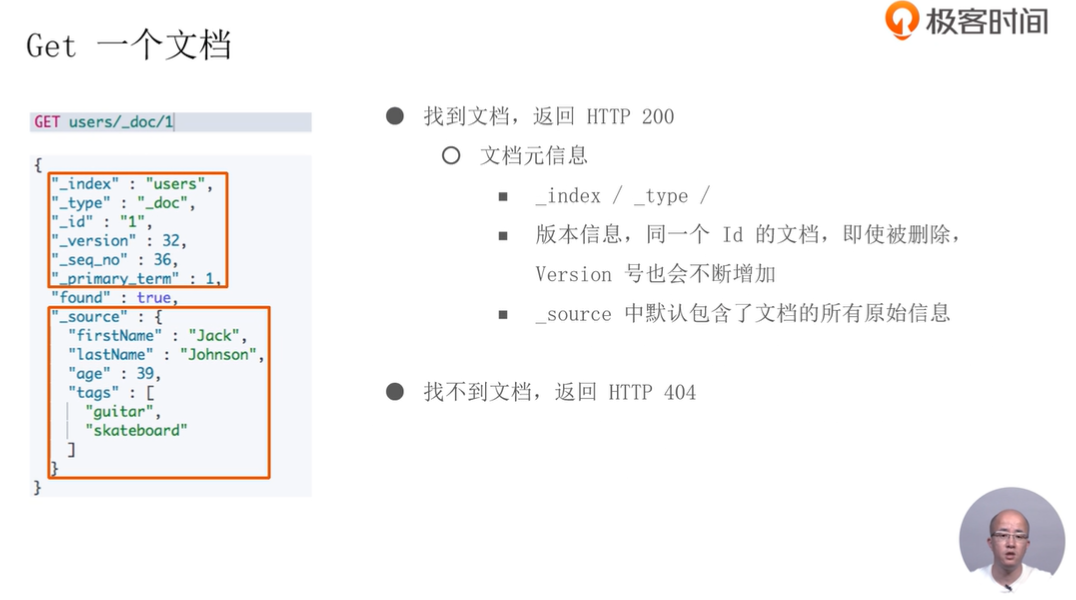 极客时间
Get 一个文档
GET users/_doc/1
{
"_index" : "users",
"_type" : "_doc",
"_id" : "1",
"_version" : 32,
"_seq_no" : 36,
"_primary_term" : 1,
"found" : true,
"_source" : {
"firstName" : "Jack",
"lastName" : "Johnson",
"age" : 39,
"tags" : [
"guitar",
"skateboard"
]
}
}
● 找到文档，返回 HTTP 200
○ 文档元信息
■ _index / _type /
■ 版本信息，同一个 Id 的文档，即使被删除，
Version 号也会不断增加
■ _source 中默认包含了文档的所有原始信息
● 找不到文档，返回 HTTP 404